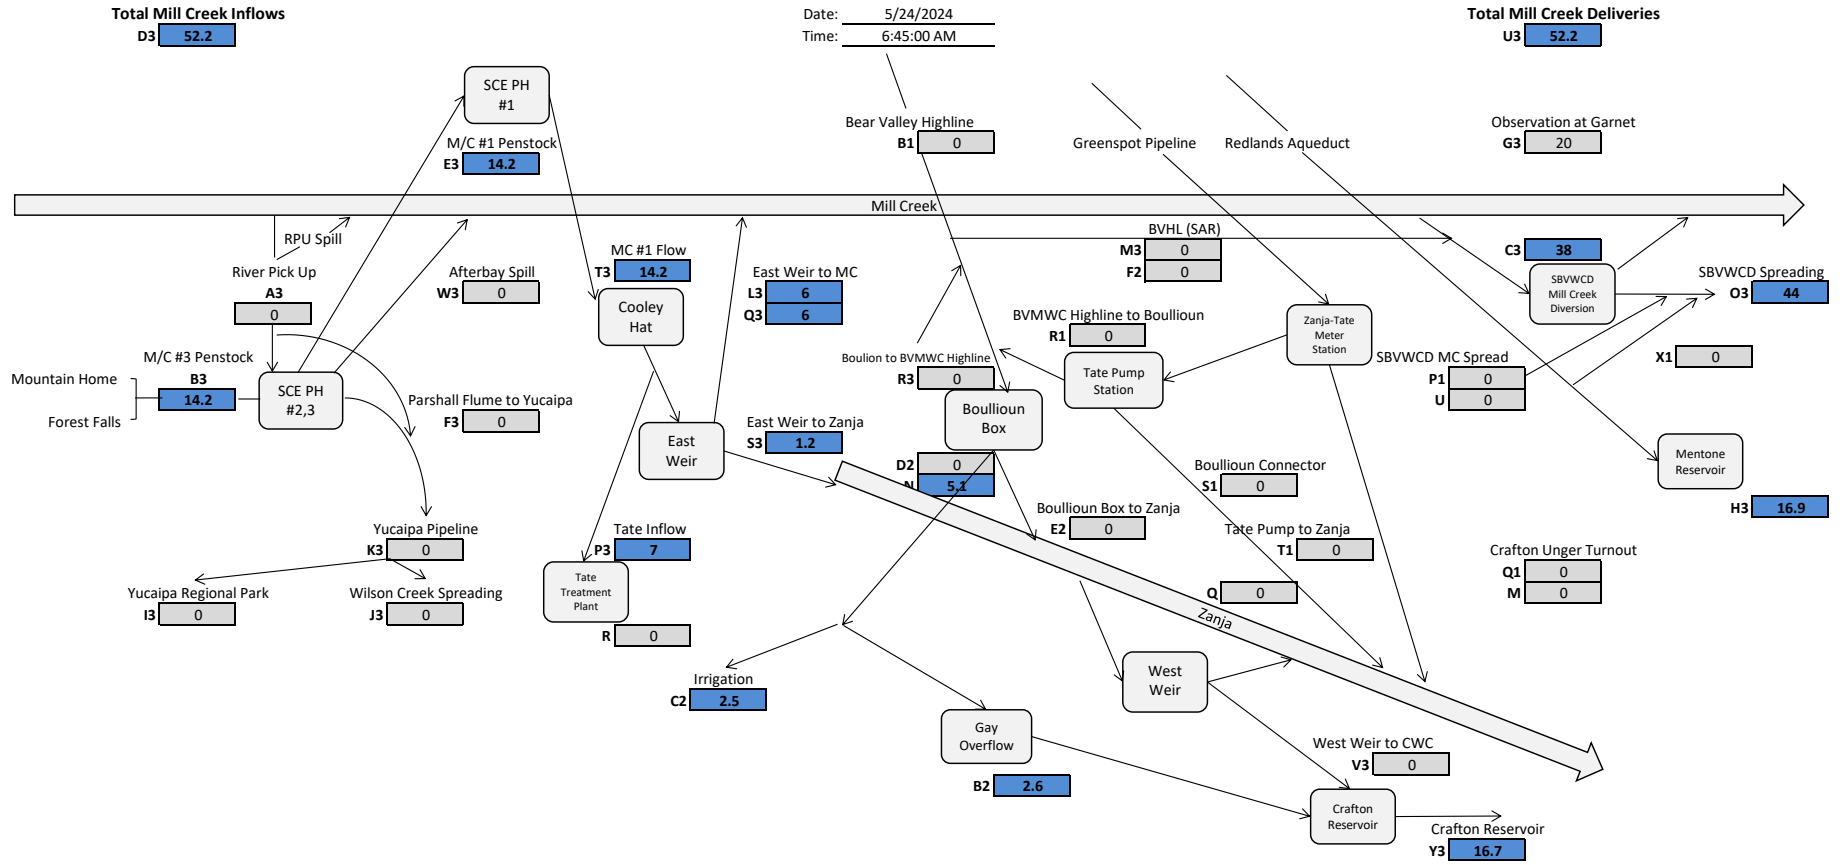 Total Mill Creek Inflows
D3 52.2
Date: 5/24/2024
Time: 6:45:00 AM
Total Mill Creek Deliveries
U3 52.2
SCE PH
#1
M/C #1 Penstock
E3 14.2
Bear Valley Highline
B1 0
Greenspot Pipeline
Redlands Aqueduct
Observation at Garnet
G3 20
Mill Creek
RPU Spill
River Pick Up
A3
0
Afterbay Spill
W3 0
MC #1 Flow
T3 14.2
Cooley
Hat
East Weir to MC
L3 6
Q3 6
BVHL (SAR)
M3 0
F2 0
C3 38
SBVWCD
Mill Creek
Diversion
SBVWCD Spreading
O3 44
BVMWC Highline to Boullioun
R1 0
Zanja-Tate
Meter
Station
Mountain Home
Forest Falls
M/C #3 Penstock
B3
14.2
SCE PH
#2,3
Parshall Flume to Yucaipa
F3 0
Boulion to BVMWC Highline
R3 0
Tate Pump
Station
SBVWCD MC Spread
P1 0
U 0
X1 0
Boullioun
Box
East
Weir
East Weir to Zanja
S3 1.2
D2 0
N 5.1
Boullioun Connector
S1 0
Mentone
Reservoir
H3 16.9
Boullioun Box to Zanja
E2 0
Tate Pump to Zanja
T1 0
Yucaipa Pipeline
K3 0
Tate Inflow
P3 7
Tate
Treatment
Plant
R 0
Crafton Unger Turnout
Q1 0
M 0
Yucaipa Regional Park
I3 0
Wilson Creek Spreading
J3 0
Q 0
Zanja
Irrigation
C2 2.5
West
Weir
Gay
Overflow
B2 2.6
West Weir to CWC
V3 0
Crafton
Reservoir
Crafton Reservoir
Y3 16.7